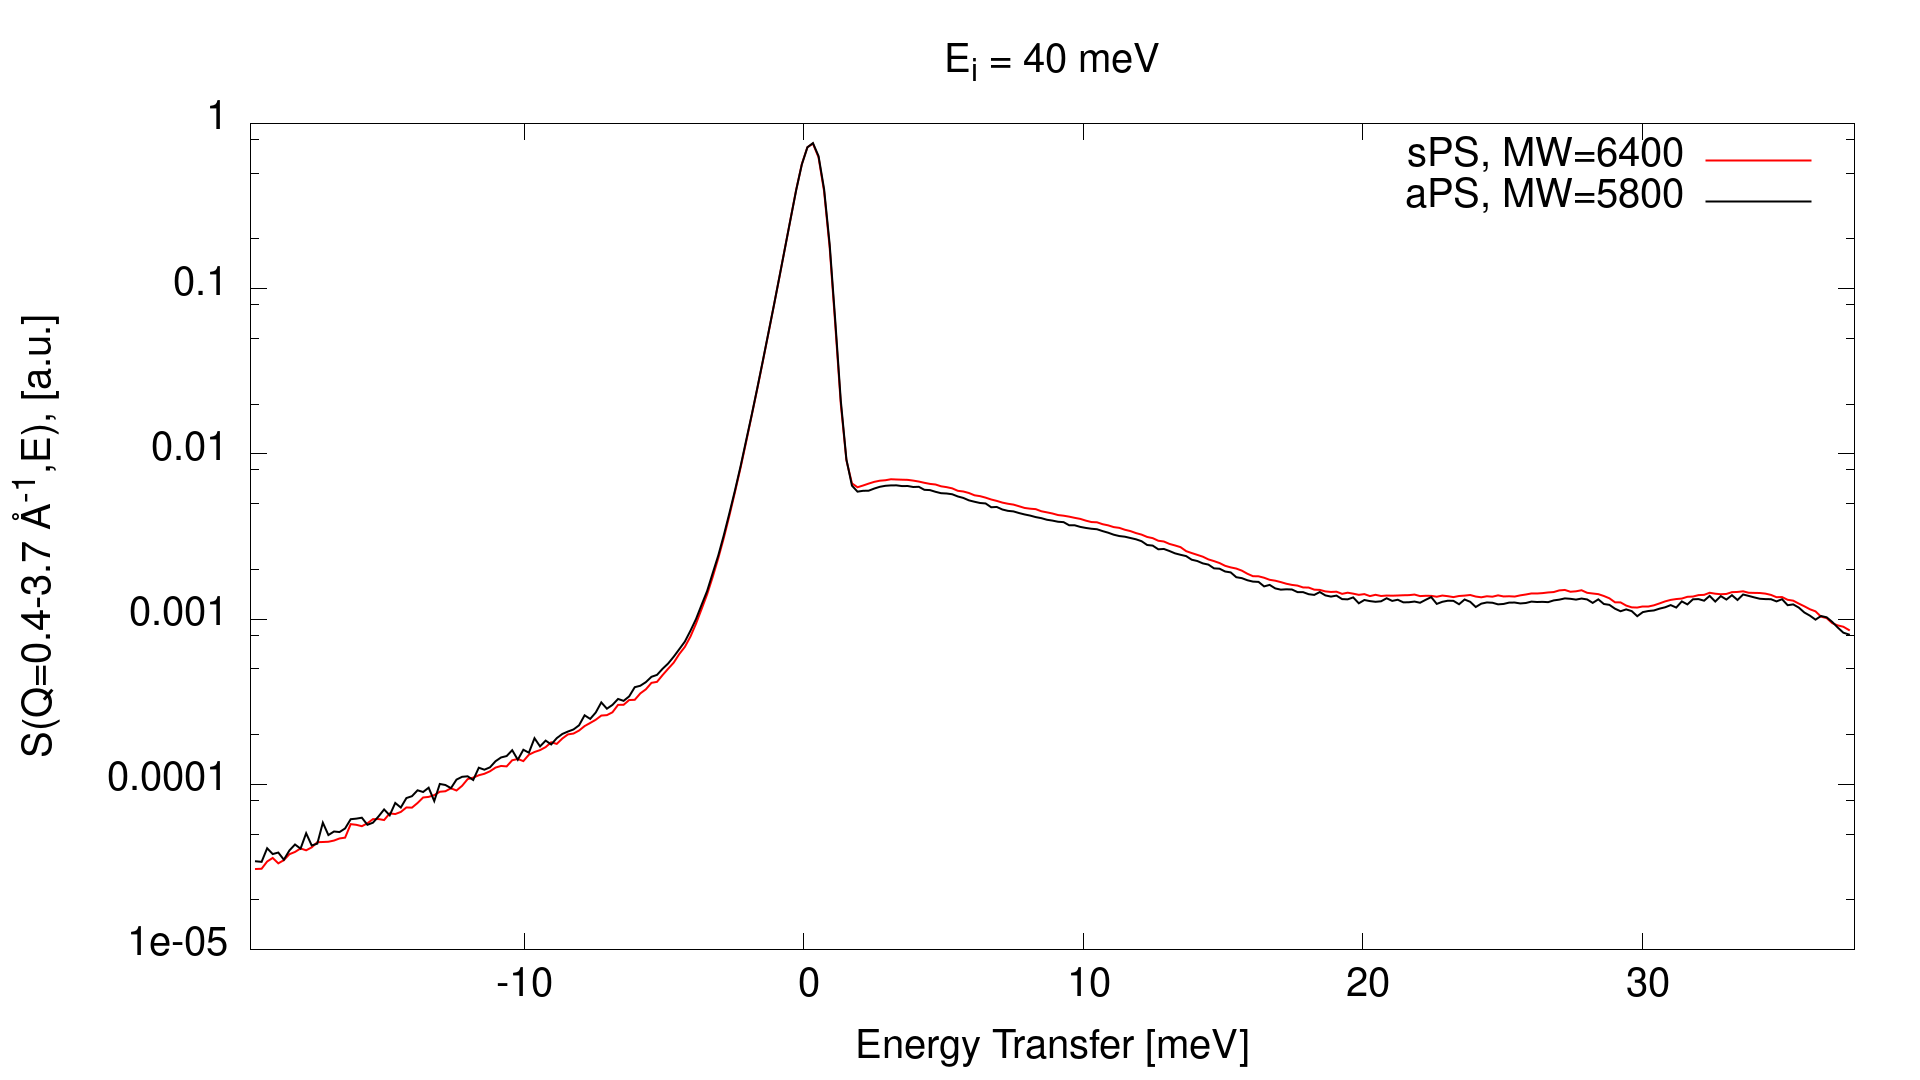 E_i = 40 meV
sPS, MW=6400
aPS, MW=5800
1
0.1
0.01
0.001
0.0001
1e-05
S(Q=0.4-3.7 Å^-1,E), [a.u.]
-10 0 10 20 30
Energy Transfer [meV]